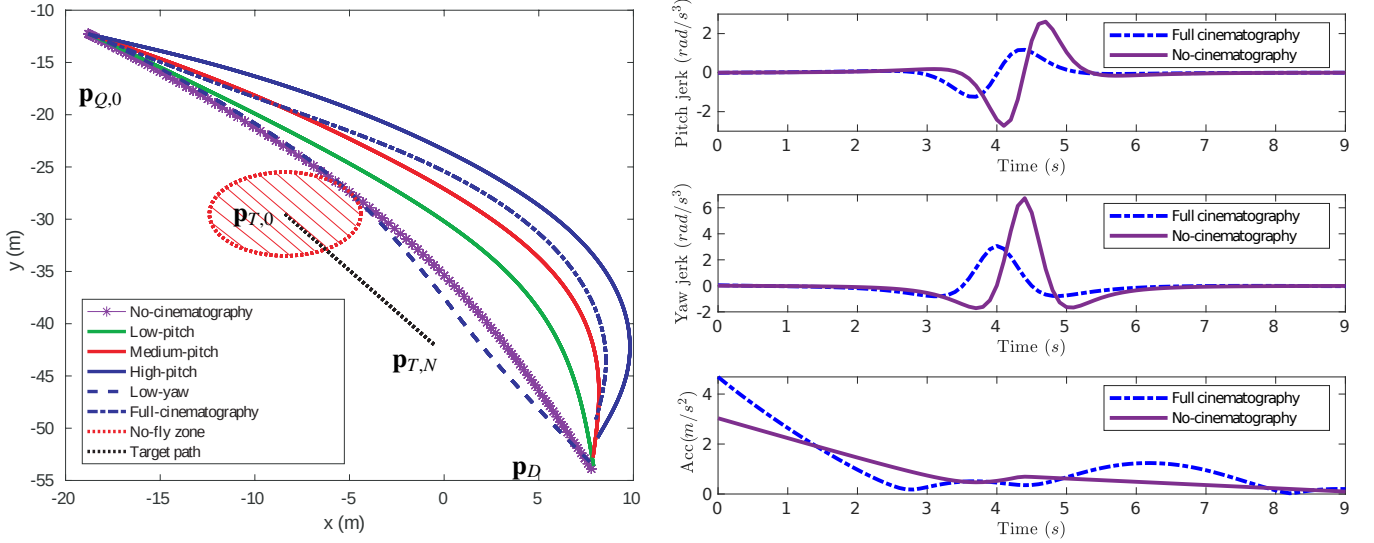 -10
-15
-20
-25
-30
-35
-40
-45
-50
-55
y (m)
p_{Q,0}
p_{T,0}
p_{T,N}
p_D
No-cinematography
Low-pitch
Medium-pitch
High-pitch
Low-yaw
Full-cinematography
No-fly zone
Target path
-20 -15 -10 -5 0 5 10
x (m)
Pitch jerk (rad/s³)
2
0
-2
Full cinematography
No-cinematography
0 1 2 3 4 5 6 7 8 9
Time (s)
Yaw jerk (rad/s³)
6
4
2
0
-2
Full cinematography
No-cinematography
0 1 2 3 4 5 6 7 8 9
Time (s)
Acc(m/s²)
4
2
0
Full cinematography
No-cinematography
0 1 2 3 4 5 6 7 8 9
Time (s)